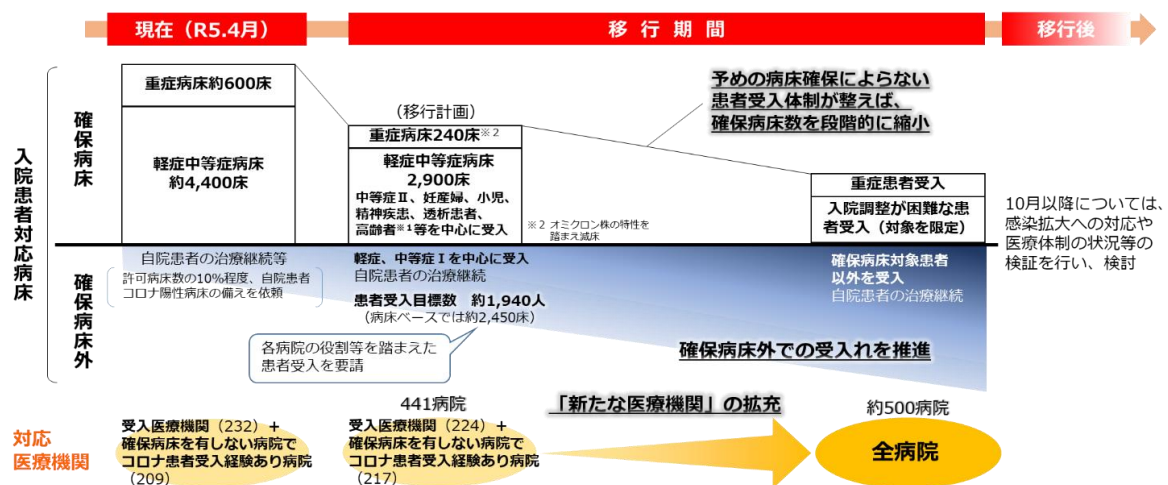 現在（R5.4月）
移行期間
移行後
入院患者対応病床
確保病床
重症病床約600床
軽症中等症病床
約4,400床
（移行計画）
重症病床240床※2
軽症中等症病床
2,900床
中等症Ⅱ、妊産婦、小児、
精神疾患、透析患者、
高齢者※1等を中心に受入
※2 オミクロン株の特性を
踏まえ減床
予めの病床確保によらない
患者受入体制が整えば、
確保病床数を段階的に縮小
重症患者受入
入院調整が困難な患
者受入（対象を限定）
10月以降については、
感染拡大への対応や
医療体制の状況等の
検証を行い、検討
確保病床外
自院患者の治療継続等
許可病床数の10%程度、自院患者
コロナ陽性病床の備えを依頼
軽症、中等症Ⅰを中心に受入
自院患者の治療継続
患者受入目標数　約1,940人
（病床ベースでは約2,450床）
各病院の役割等を踏まえた
患者受入を要請
確保病床対象患者
以外を受入
自院患者の治療継続
確保病床外での受入れを推進
対応
医療機関
受入医療機関（232）＋
確保病床を有しない病院で
コロナ患者受入経験あり病院
（209）
441病院
受入医療機関（224）＋
確保病床を有しない病院で
コロナ患者受入経験あり病院
（217）
「新たな医療機関」の拡充
約500病院
全病院